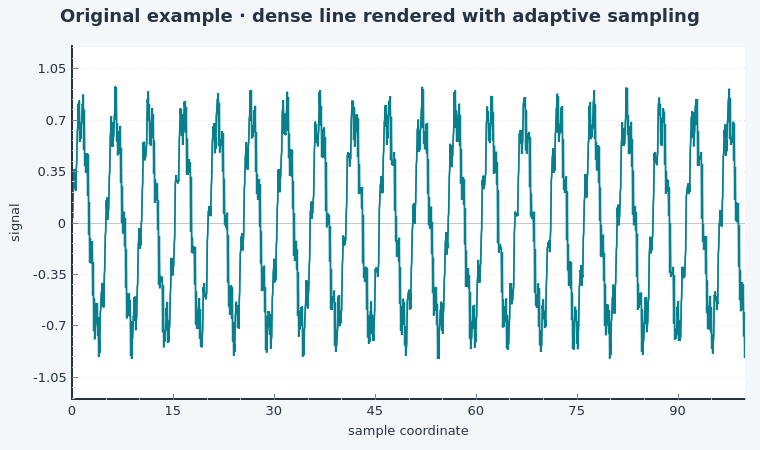 Original example · dense line rendered with adaptive sampling
1.05
0.7
0.35
0
-0.35
-0.7
-1.05
signal
0 15 30 45 60 75 90
sample coordinate